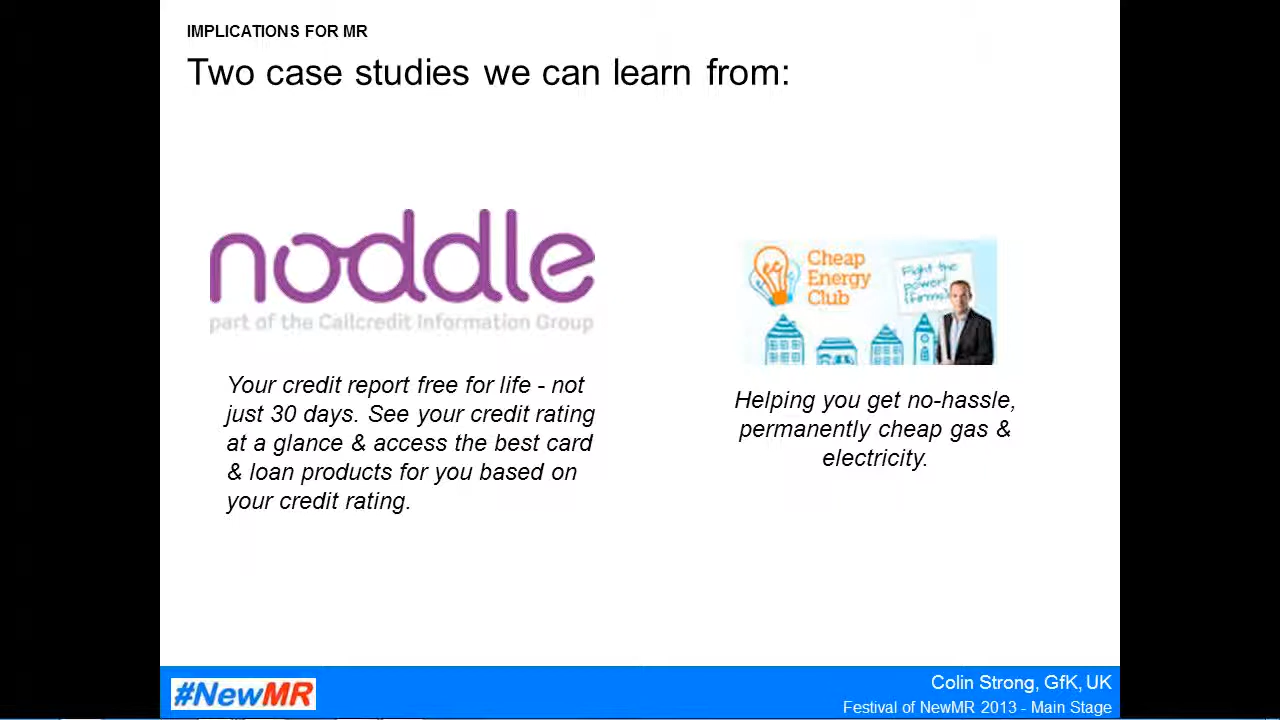 IMPLICATIONS FOR MR
Two case studies we can learn from:
noddle
part of the Callcredit Information Group
Your credit report free for life - not
just 30 days. See your credit rating
at a glance & access the best card
& loan products for you based on
your credit rating.
Cheap
Energy
Club
Fight the
power
(firms)
Helping you get no-hassle,
permanently cheap gas &
electricity.
#NewMR
Colin Strong, GfK, UK
Festival of NewMR 2013 - Main Stage